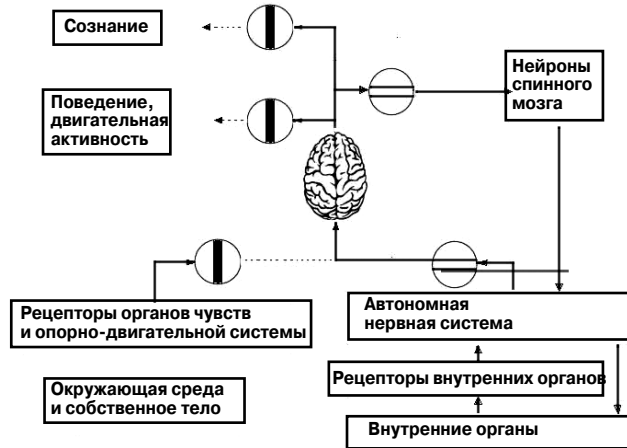 Сознание
Нейроны
спинного
мозга
Поведение,
двигательная
активность
Рецепторы органов чувств
и опорно-двигательной системы
Автономная
нервная система
Рецепторы внутренних органов
Окружающая среда
и собственное тело
Внутренние органы